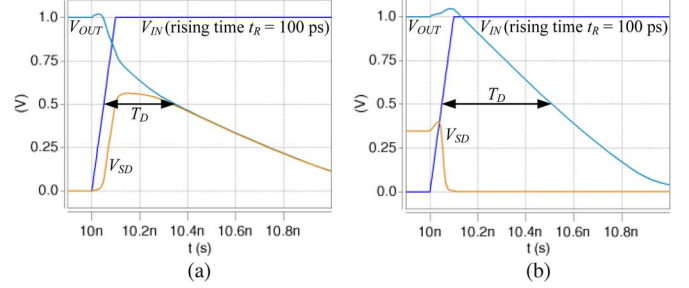 V_OUT V_IN (rising time t_R = 100 ps)
1.0
0.75
0.5
0.25
0.0
(V)
T_D
V_SD
10n 10.2n 10.4n 10.6n 10.8n
t (s)
(a)
V_OUT V_IN (rising time t_R = 100 ps)
1.0
0.75
0.5
0.25
0.0
(V)
T_D
V_SD
10n 10.2n 10.4n 10.6n 10.8n
t (s)
(b)